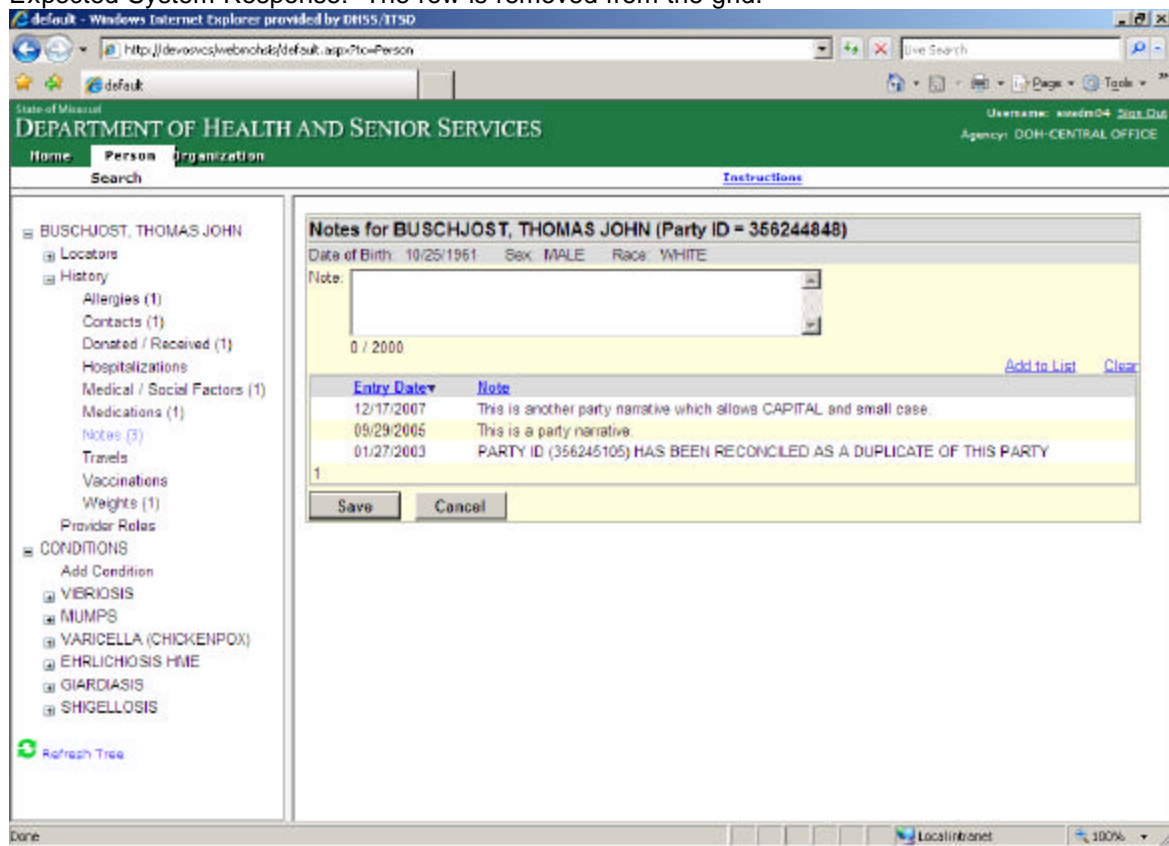 Expected System Response: The row is removed from the grid.
default - Windows Internet Explorer provided by DHSS/ITSD
http://devosvcs/webmohsis/default.aspx?tc=Person
Live Search
default
Page
Tools
State of Missouri
DEPARTMENT OF HEALTH AND SENIOR SERVICES
Username: Sign Out
Agency: DOH-CENTRAL OFFICE
Home Person Organization
Search
Instructions
BUSCHJOST, THOMAS JOHN
Locators
History
Allergies (1)
Contacts (1)
Donated / Received (1)
Hospitalizations
Medical / Social Factors (1)
Medications (1)
Notes (3)
Travels
Vaccinations
Weights (1)
Provider Roles
CONDITIONS
Add Condition
VIBRIOSIS
MUMPS
VARICELLA (CHICKENPOX)
EHRLICHIOSIS HME
GIARDIASIS
SHIGELLOSIS
Refresh Tree
Notes for BUSCHJOST, THOMAS JOHN (Party ID = 356244848)
Date of Birth: 10/25/1961 Sex: MALE Race: WHITE
Note:
0 / 2000
Add to List Clear
Entry Date Note
12/17/2007 This is another party narrative which allows CAPITAL and small case.
09/29/2005 This is a party narrative.
01/27/2003 PARTY ID (356245105) HAS BEEN RECONCILED AS A DUPLICATE OF THIS PARTY
1
Save Cancel
Done
Local intranet
100%